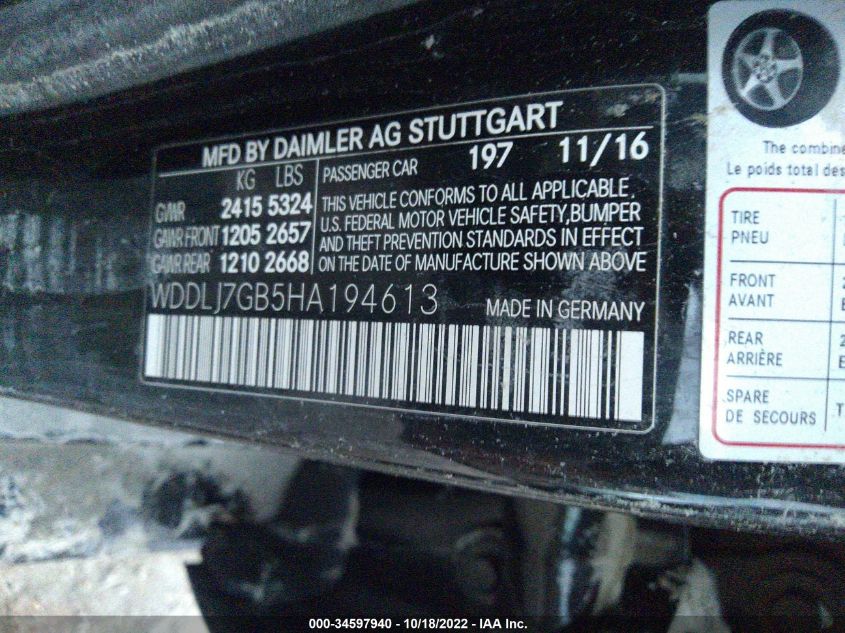 MFD BY DAIMLER AG STUTTGART
KG LBS
GVWR 2415 5324
GAWR FRONT 1205 2657
GAWR REAR 1210 2668
PASSENGER CAR 197 11/16
THIS VEHICLE CONFORMS TO ALL APPLICABLE
U.S. FEDERAL MOTOR VEHICLE SAFETY,BUMPER
AND THEFT PREVENTION STANDARDS IN EFFECT
ON THE DATE OF MANUFACTURE SHOWN ABOVE
WDDLJ7GB5HA194613
MADE IN GERMANY
The combine
Le poids total des
TIRE
PNEU
FRONT
AVANT
REAR
ARRIÈRE
SPARE
DE SECOURS
000-34597940 - 10/18/2022 - IAA Inc.